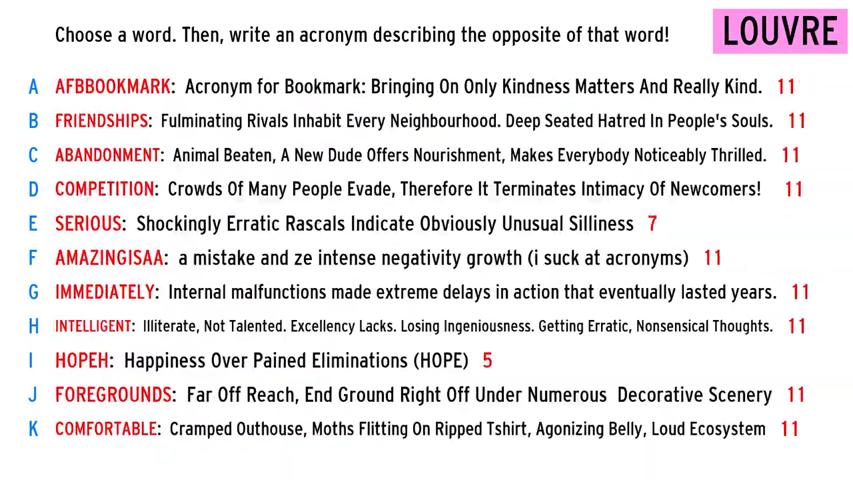 Choose a word. Then, write an acronym describing the opposite of that word!
LOUVRE
A AFBBOOKMARK: Acronym for Bookmark: Bringing On Only Kindness Matters And Really Kind. 11
B FRIENDSHIPS: Fulminating Rivals Inhabit Every Neighbourhood. Deep Seated Hatred In People's Souls. 11
C ABANDONMENT: Animal Beaten, A New Dude Offers Nourishment, Makes Everybody Noticeably Thrilled. 11
D COMPETITION: Crowds Of Many People Evade, Therefore It Terminates Intimacy Of Newcomers! 11
E SERIOUS: Shockingly Erratic Rascals Indicate Obviously Unusual Silliness 7
F AMAZINGISAA: a mistake and ze intense negativity growth (i suck at acronyms) 11
G IMMEDIATELY: Internal malfunctions made extreme delays in action that eventually lasted years. 11
H INTELLIGENT: Illiterate, Not Talented. Excellency Lacks. Losing Ingeniousness. Getting Erratic, Nonsensical Thoughts. 11
I HOPEH: Happiness Over Pained Eliminations (HOPE) 5
J FOREGROUNDS: Far Off Reach, End Ground Right Off Under Numerous Decorative Scenery 11
K COMFORTABLE: Cramped Outhouse, Moths Flitting On Ripped Tshirt, Agonizing Belly, Loud Ecosystem 11